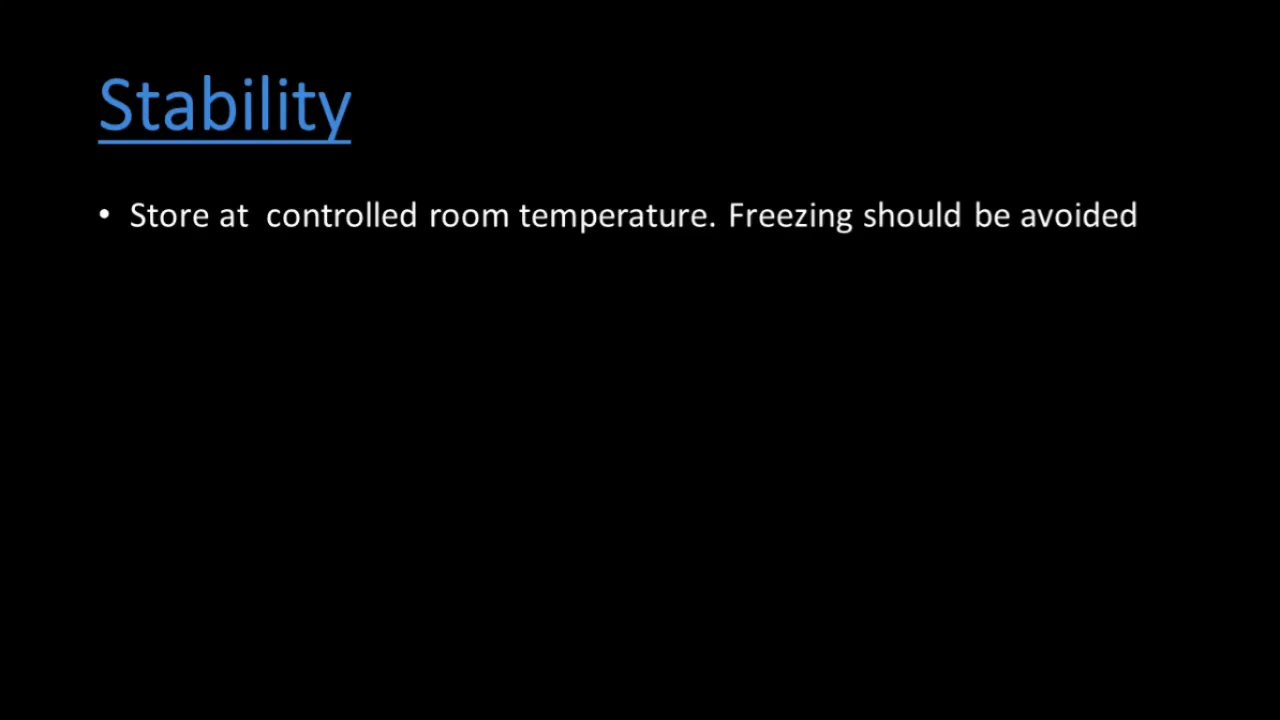 Stability
• Store at  controlled room temperature. Freezing should be avoided